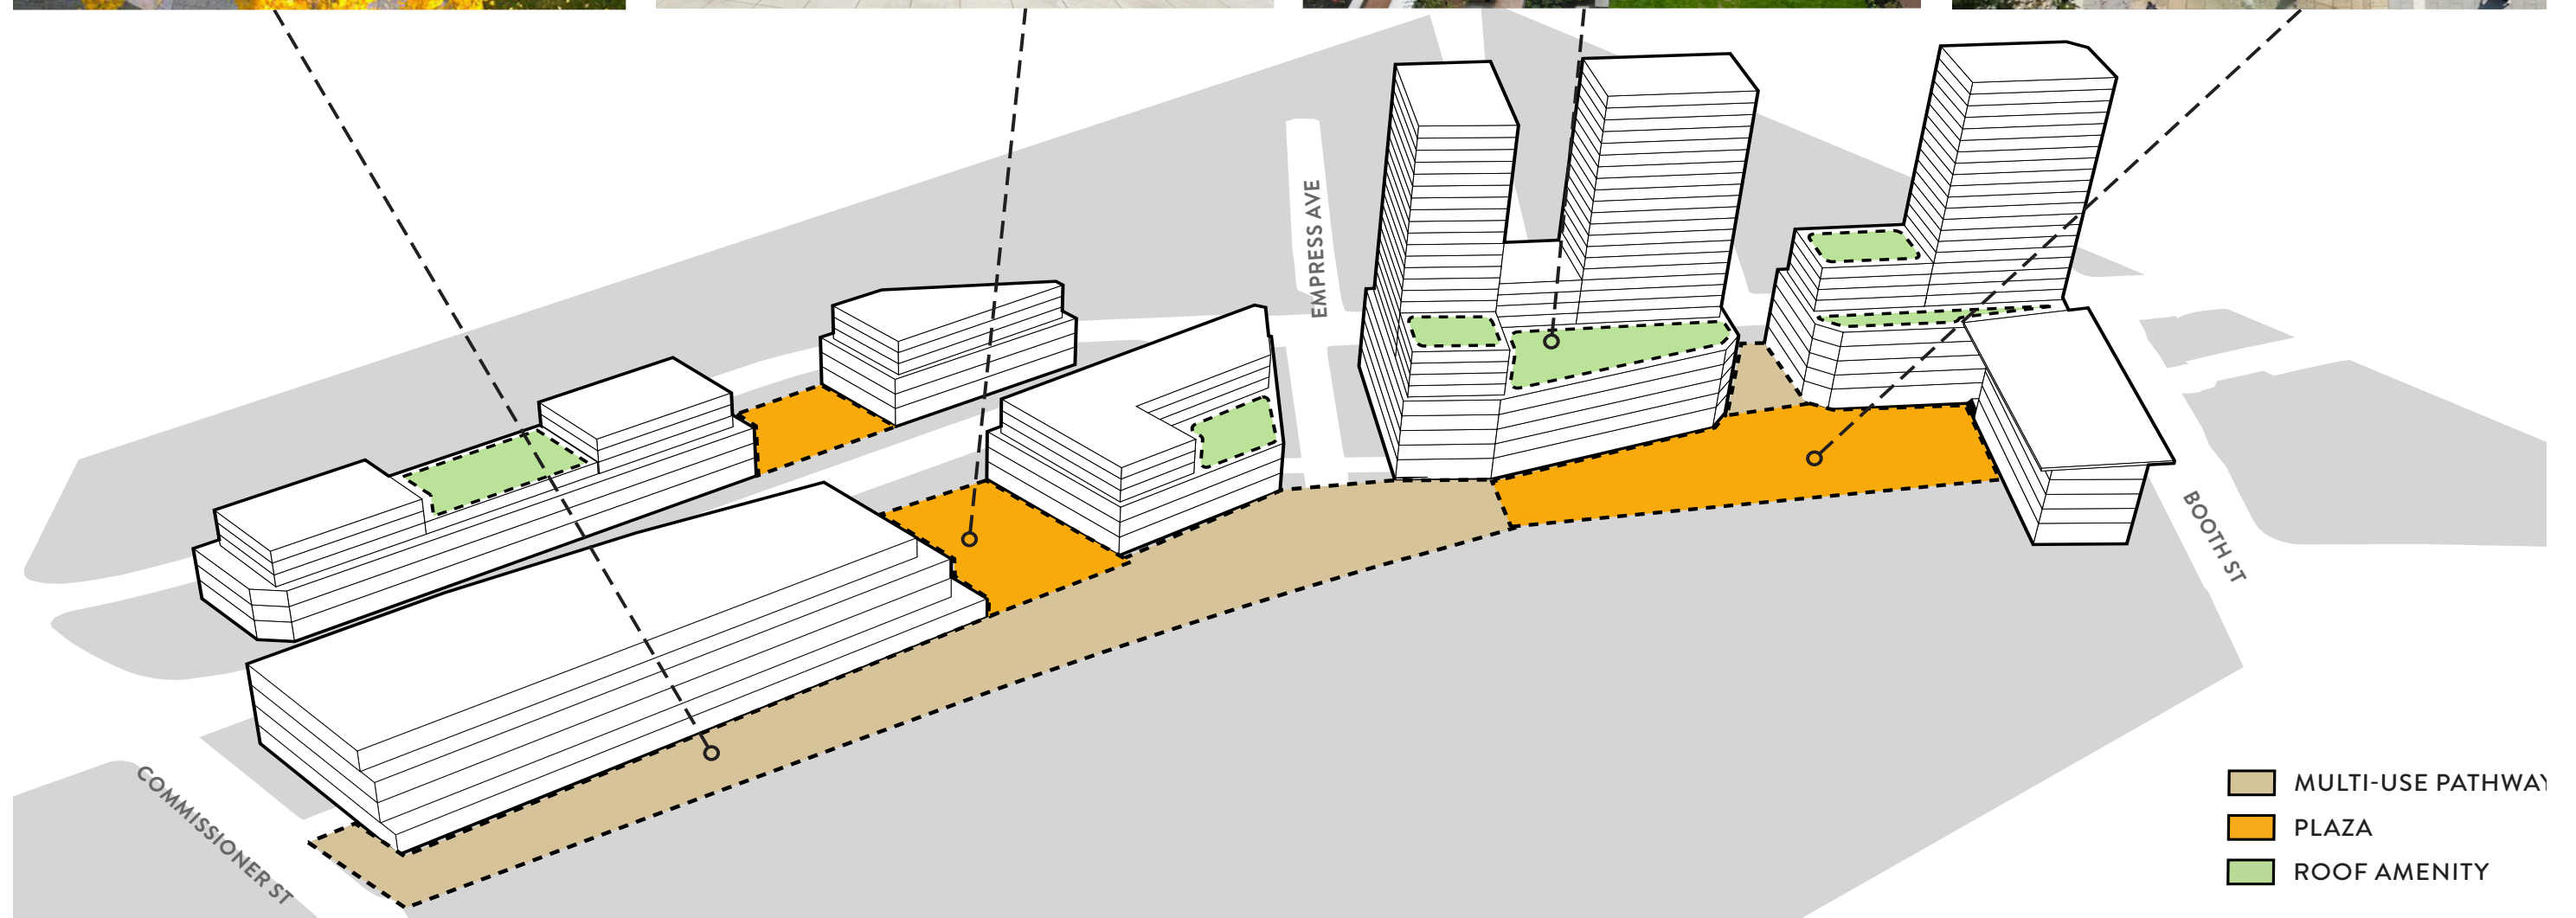 EMPRESS AVE
BOOTH ST
COMMISSIONER ST
MULTI-USE PATHWAY
PLAZA
ROOF AMENITY